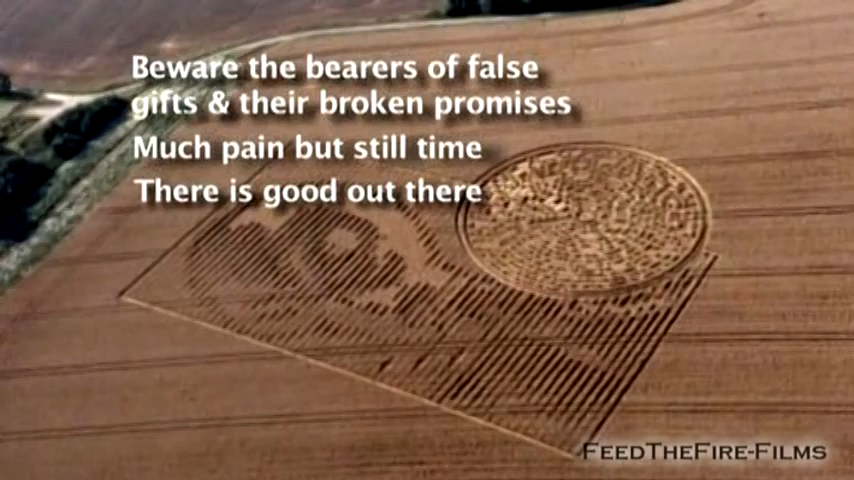 Beware the bearers of false
gifts & their broken promises
Much pain but still time
There is good out there
FEEDTHEFIRE-FILMS